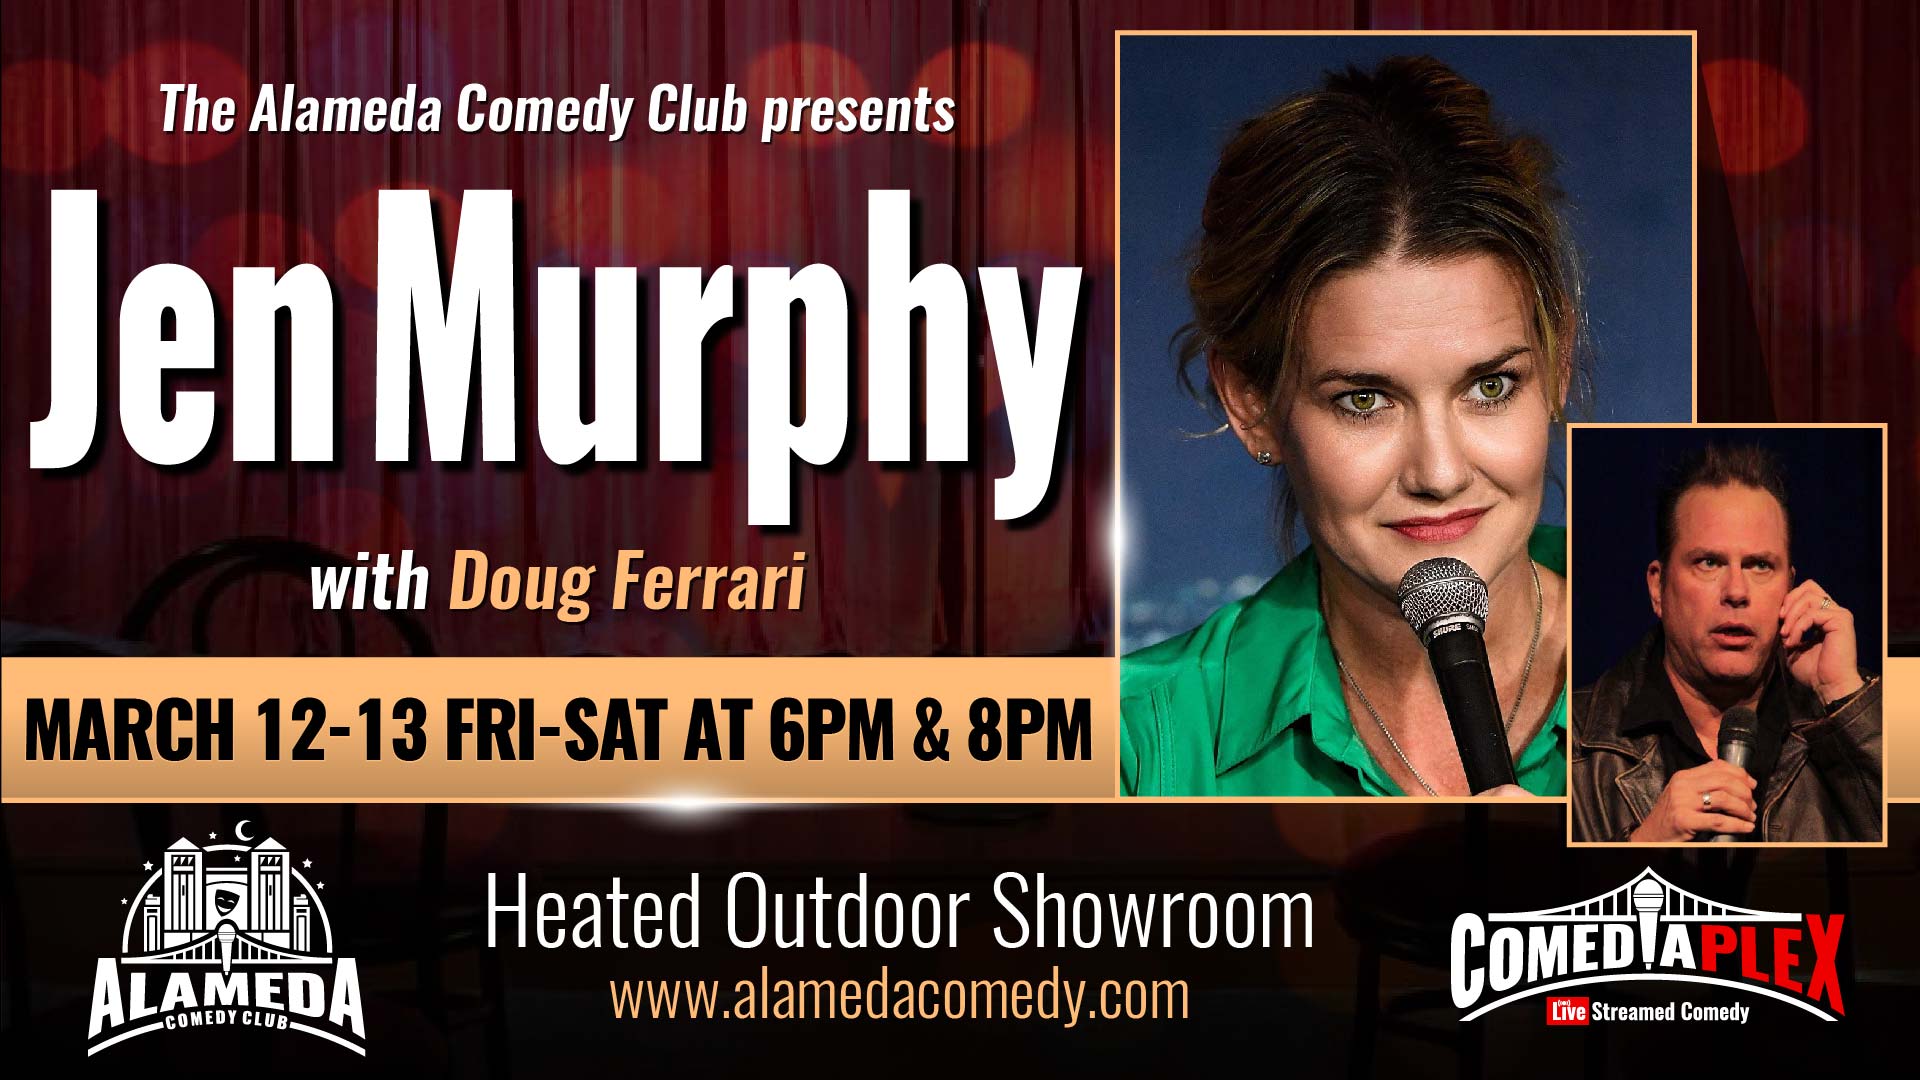 The Alameda Comedy Club presents
Jen Murphy
with Doug Ferrari
MARCH 12-13 FRI-SAT AT 6PM & 8PM
SHURE
ALAMEDA
COMEDY CLUB
Heated Outdoor Showroom
www.alamedacomedy.com
COMEDIAPLEX
Live Streamed Comedy